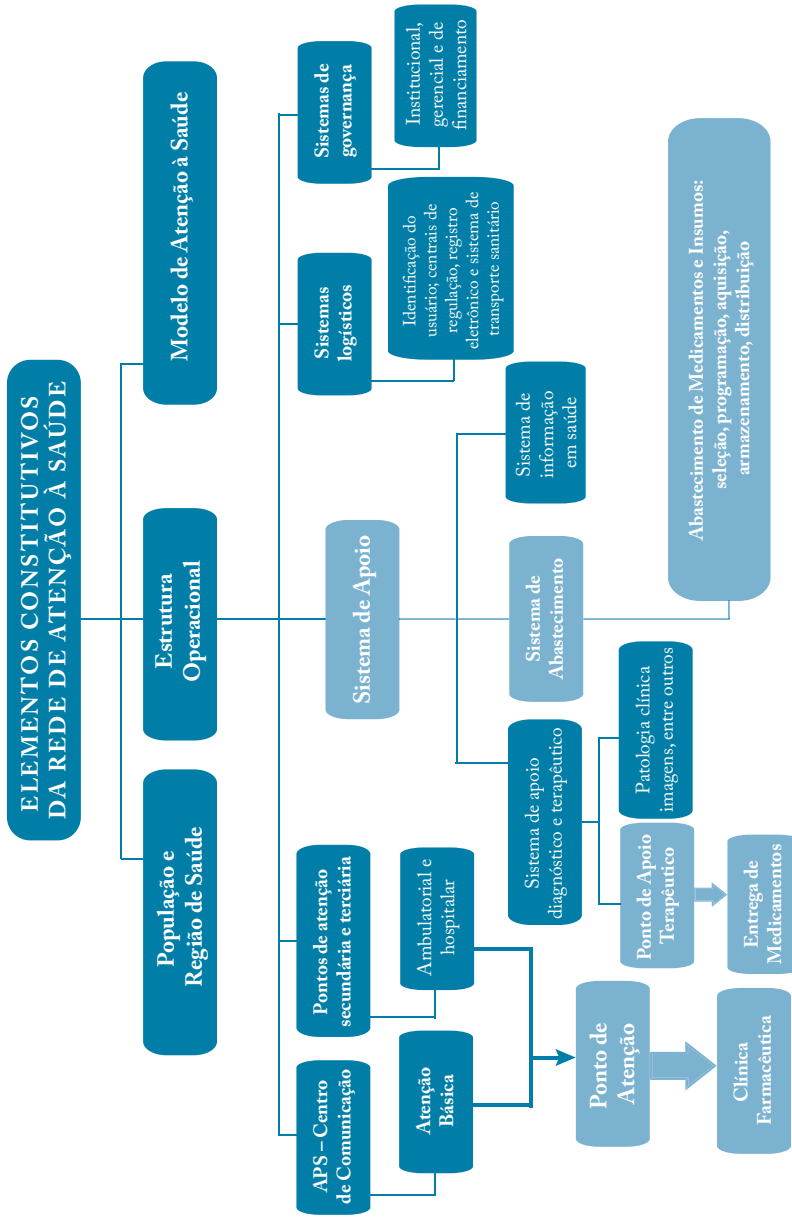 ELEMENTOS CONSTITUTIVOS
DA REDE DE ATENÇÃO À SAÚDE
População e
Região de Saúde
Estrutura
Operacional
Modelo de Atenção à Saúde
APS – Centro
de Comunicação
Pontos de atenção
secundária e terciária
Sistema de Apoio
Sistemas
logísticos
Sistemas de
governança
Atenção
Básica
Ambulatorial e
hospitalar
Identificação do
usuário; centrais de
regulação, registro
eletrônico e sistema de
transporte sanitário
Institucional,
gerencial e de
financiamento
Sistema de apoio
diagnóstico e terapêutico
Sistema de
Abastecimento
Sistema de
informação
em saúde
Ponto de
Atenção
Ponto de Apoio
Terapêutico
Patologia clínica
imagens, entre outros
Abastecimento de Medicamentos e Insumos:
seleção, programação, aquisição,
armazenamento, distribuição
Clínica
Farmacêutica
Entrega de
Medicamentos